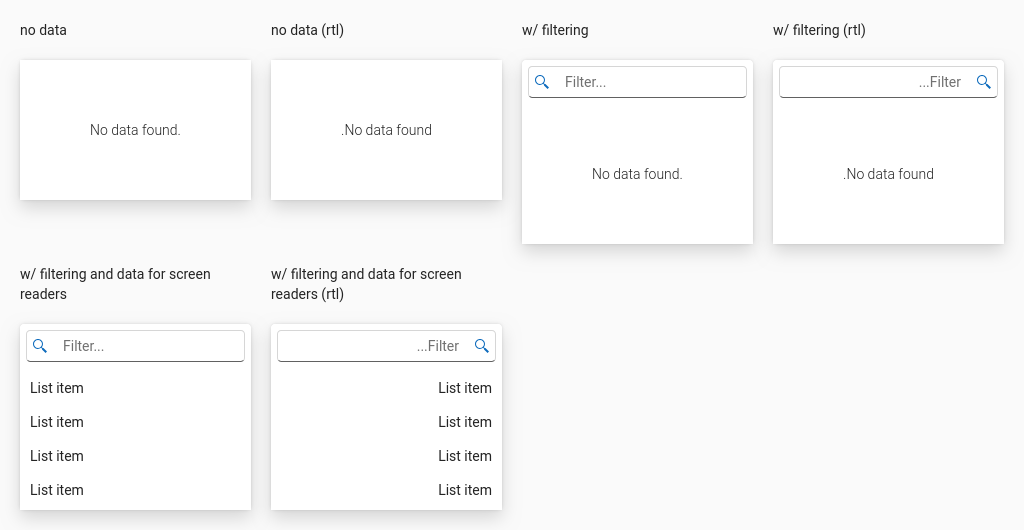 no data
No data found.
no data (rtl)
.No data found
w/ filtering
Filter...
No data found.
w/ filtering (rtl)
...Filter
.No data found
w/ filtering and data for screen
readers
Filter...
List item
List item
List item
List item
w/ filtering and data for screen
readers (rtl)
...Filter
List item
List item
List item
List item